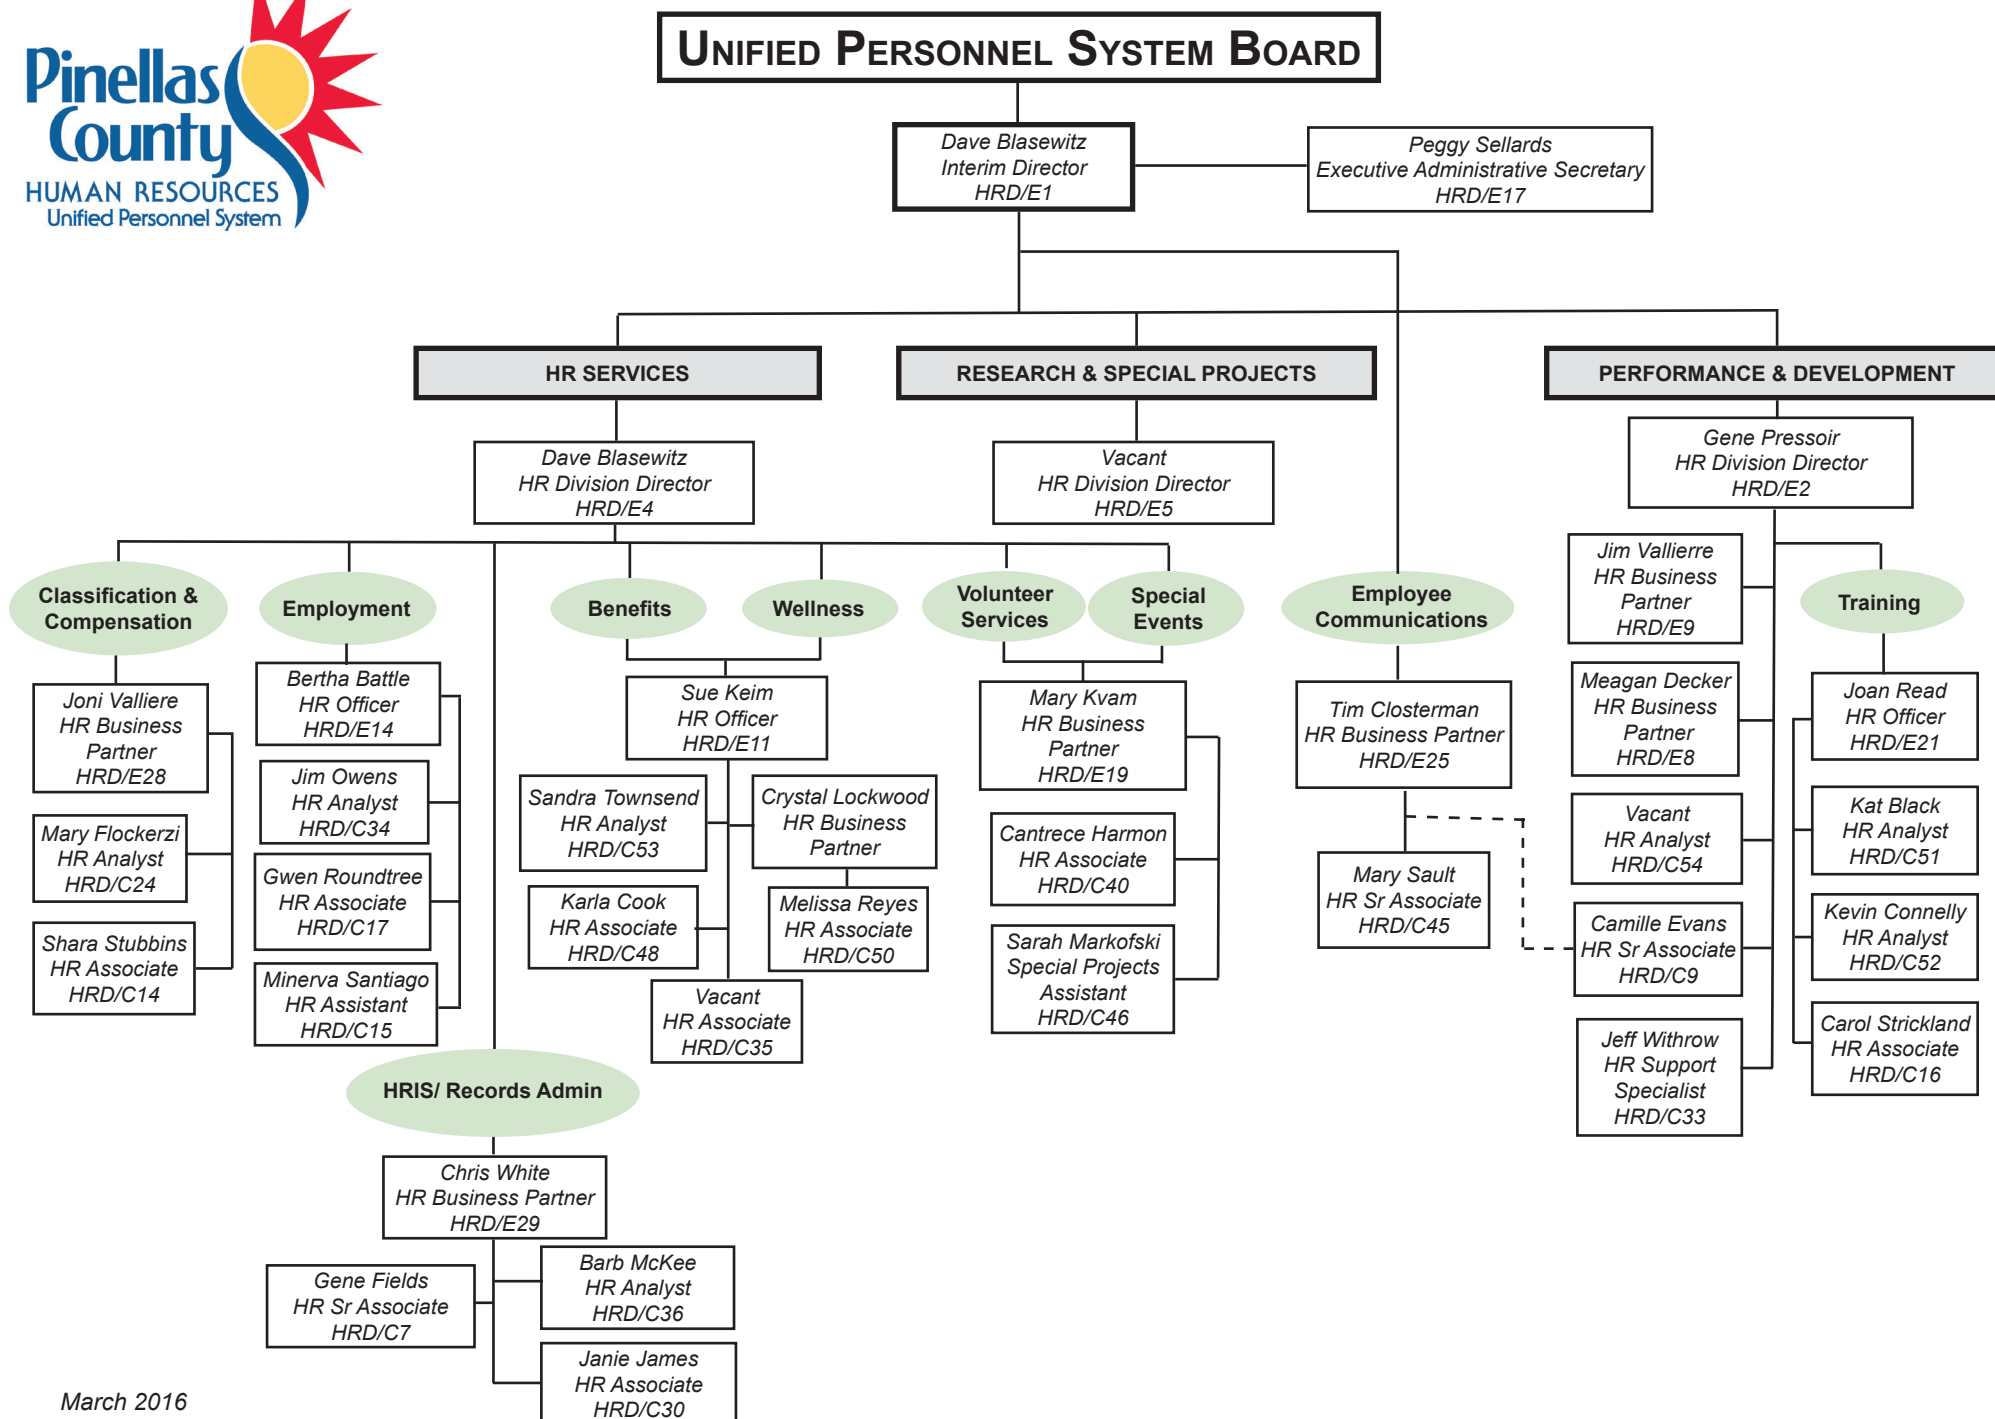 Pinellas
County
HUMAN RESOURCES
Unified Personnel System
UNIFIED PERSONNEL SYSTEM BOARD
Dave Blasewitz
Interim Director
HRD/E1
Peggy Sellards
Executive Administrative Secretary
HRD/E17
HR SERVICES
RESEARCH & SPECIAL PROJECTS
PERFORMANCE & DEVELOPMENT
Dave Blasewitz
HR Division Director
HRD/E4
Vacant
HR Division Director
HRD/E5
Gene Pressoir
HR Division Director
HRD/E2
Classification &
Compensation
Joni Valliere
HR Business
Partner
HRD/E28
Mary Flockerzi
HR Analyst
HRD/C24
Shara Stubbins
HR Associate
HRD/C14
Employment
Bertha Battle
HR Officer
HRD/E14
Jim Owens
HR Analyst
HRD/C34
Gwen Roundtree
HR Associate
HRD/C17
Minerva Santiago
HR Assistant
HRD/C15
Benefits
Wellness
Sue Keim
HR Officer
HRD/E11
Sandra Townsend
HR Analyst
HRD/C53
Crystal Lockwood
HR Business
Partner
Karla Cook
HR Associate
HRD/C48
Melissa Reyes
HR Associate
HRD/C50
Vacant
HR Associate
HRD/C35
Volunteer
Services
Special
Events
Mary Kvam
HR Business
Partner
HRD/E19
Cantrece Harmon
HR Associate
HRD/C40
Sarah Markofski
Special Projects
Assistant
HRD/C46
Employee
Communications
Tim Closterman
HR Business Partner
HRD/E25
Mary Sault
HR Sr Associate
HRD/C45
Jim Vallierre
HR Business
Partner
HRD/E9
Meagan Decker
HR Business
Partner
HRD/E8
Vacant
HR Analyst
HRD/C54
Camille Evans
HR Sr Associate
HRD/C9
Jeff Withrow
HR Support
Specialist
HRD/C33
Training
Joan Read
HR Officer
HRD/E21
Kat Black
HR Analyst
HRD/C51
Kevin Connelly
HR Analyst
HRD/C52
Carol Strickland
HR Associate
HRD/C16
HRIS/ Records Admin
Chris White
HR Business Partner
HRD/E29
Gene Fields
HR Sr Associate
HRD/C7
Barb McKee
HR Analyst
HRD/C36
Janie James
HR Associate
HRD/C30
March 2016